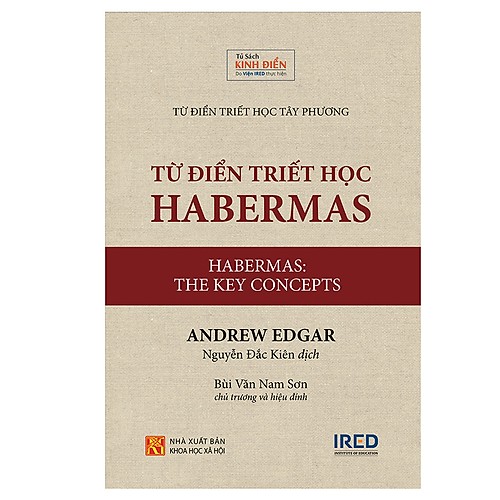 Tủ Sách
KINH ĐIỂN
Do Viện IRED thực hiện
TỪ ĐIỂN TRIẾT HỌC TÂY PHƯƠNG
TỪ ĐIỂN TRIẾT HỌC
HABERMAS
HABERMAS:
THE KEY CONCEPTS
ANDREW EDGAR
Nguyễn Đắc Kiên dịch
Bùi Văn Nam Sơn
chủ trương và hiệu đính
NHÀ XUẤT BẢN
KHOA HỌC XÃ HỘI
IRED
INSTITUTE OF EDUCATION